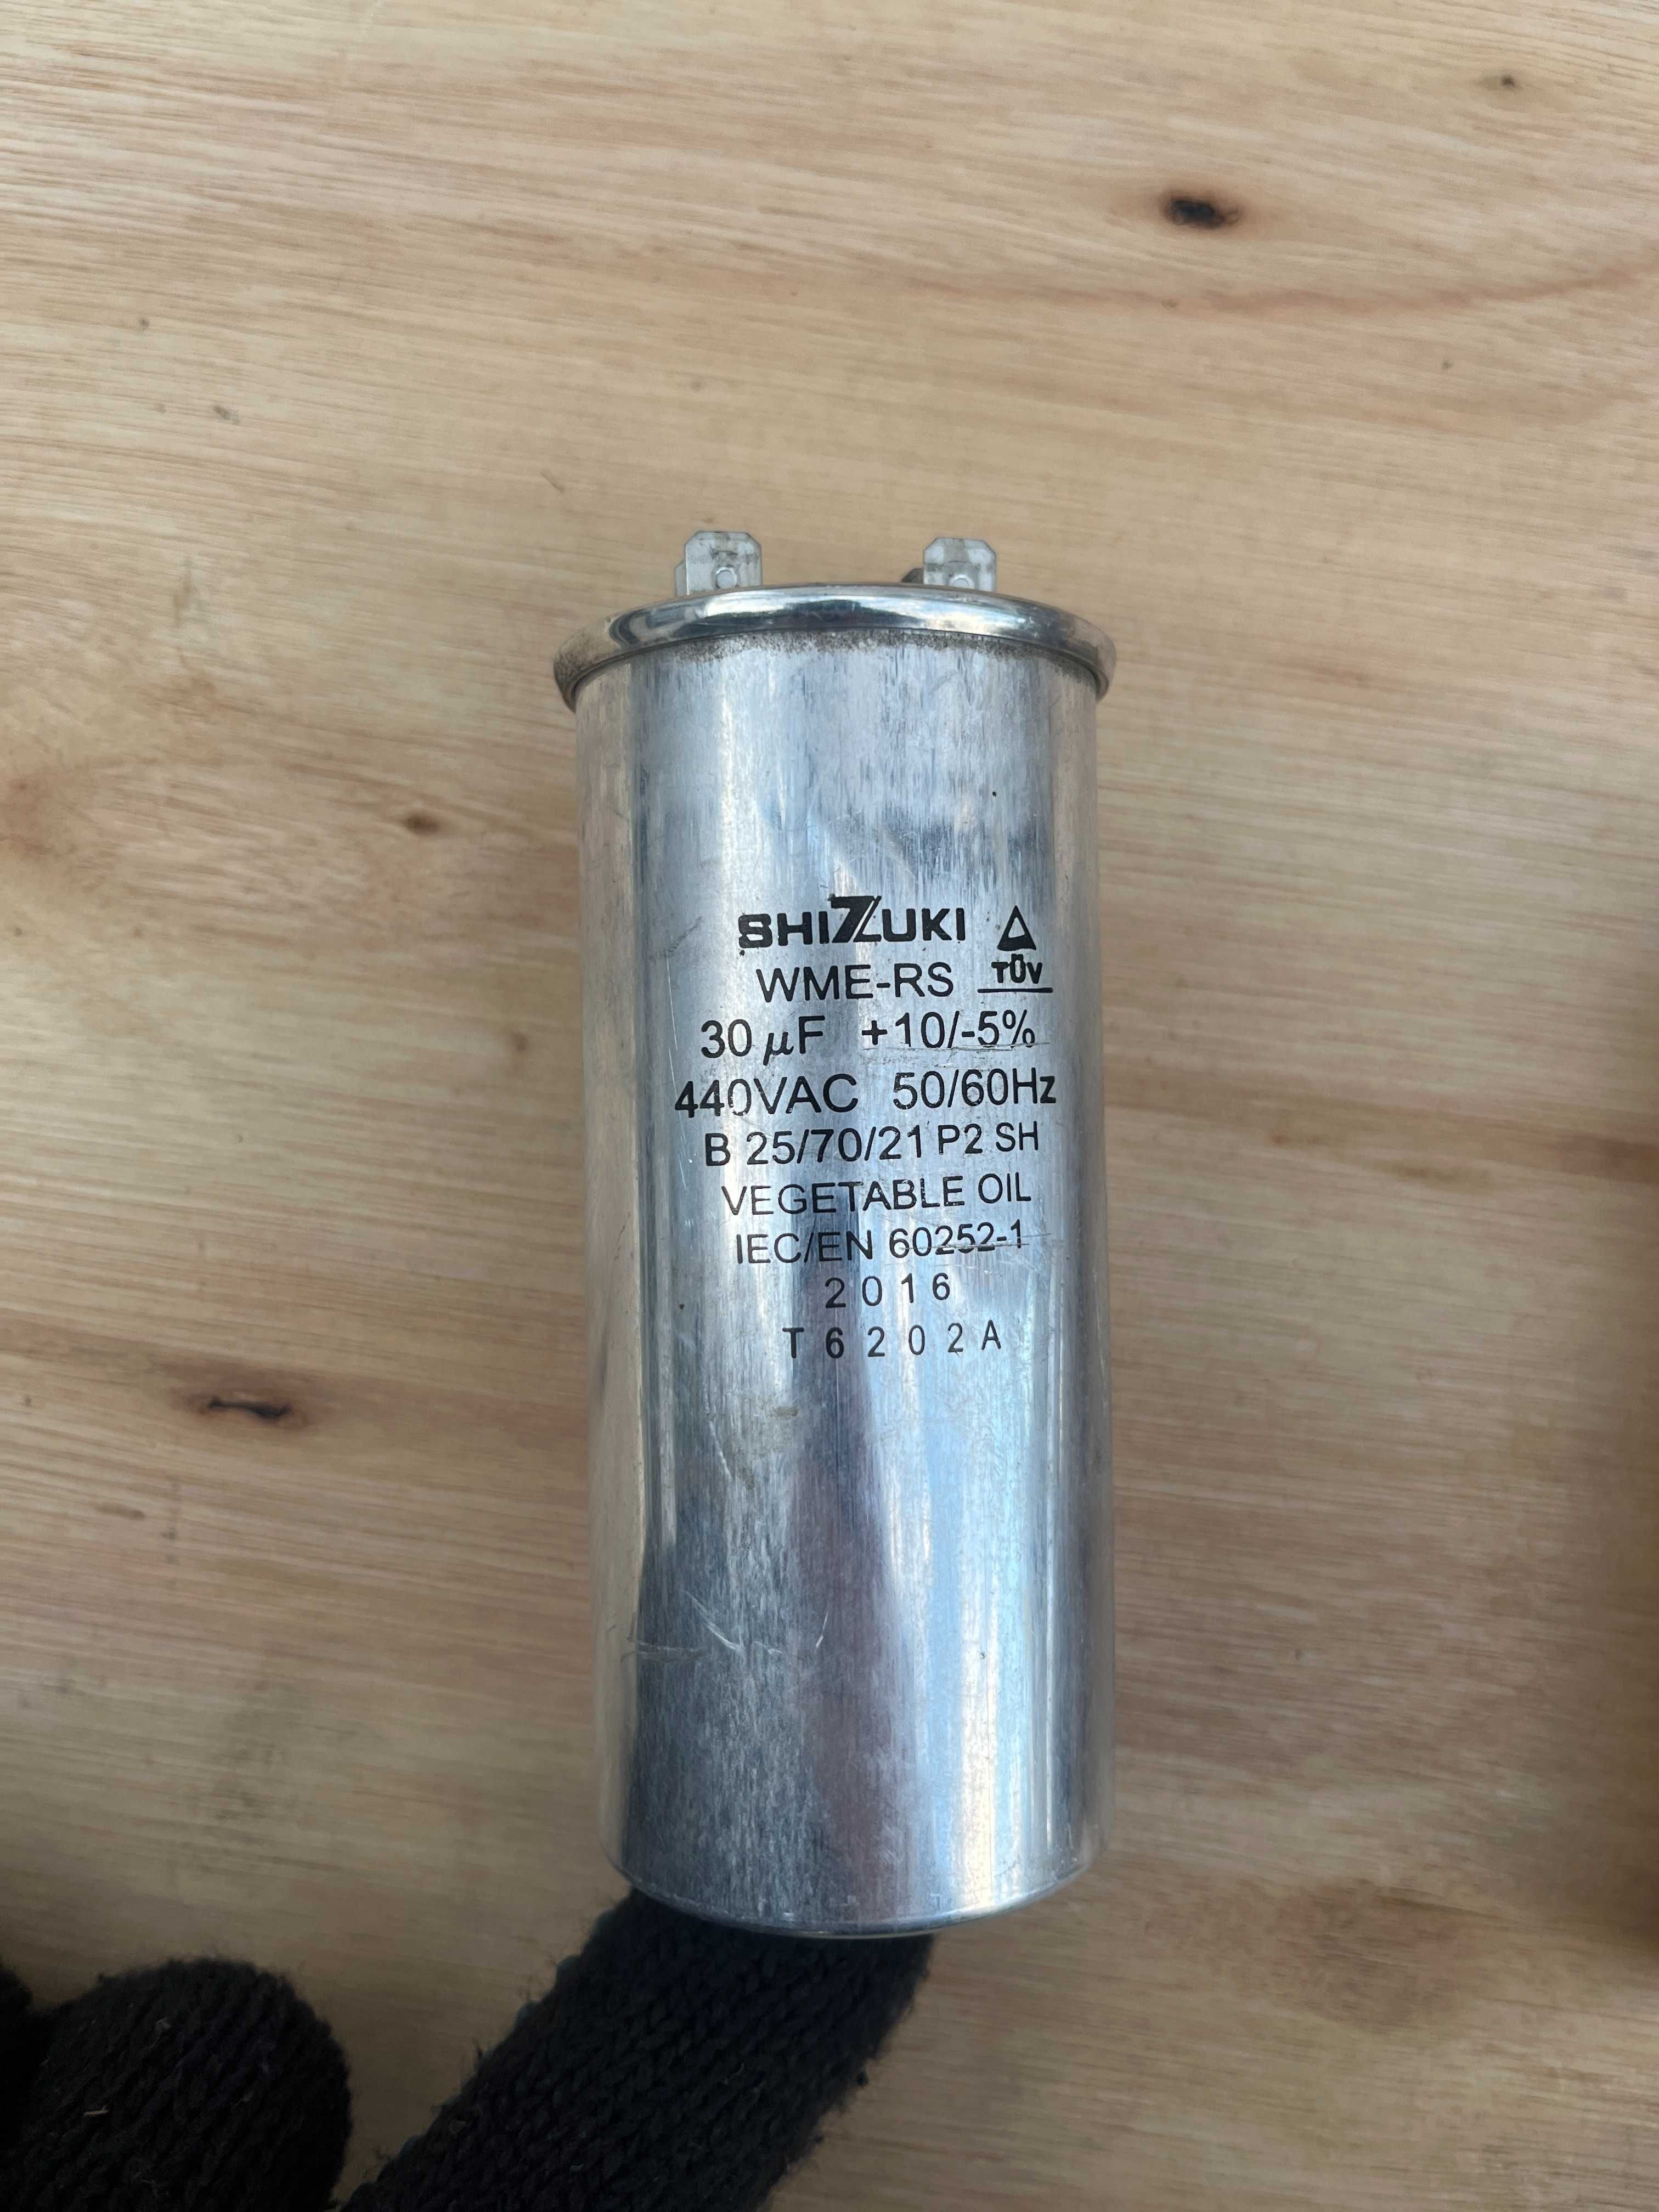 SHIZUKI
TÜV
WME-RS
30 μF +10/-5%
440VAC 50/60Hz
B 25/70/21 P2 SH
VEGETABLE OIL
IEC/EN 60252-1
2016
T6202A